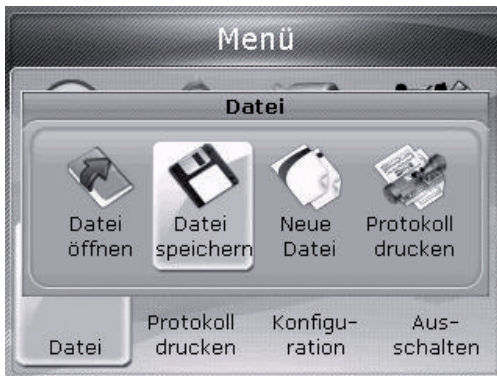 Menü
Datei
Datei öffnen
Datei speichern
Neue Datei
Protokoll drucken
Datei
Protokoll drucken
Konfigu-
ration
Aus-
schalten